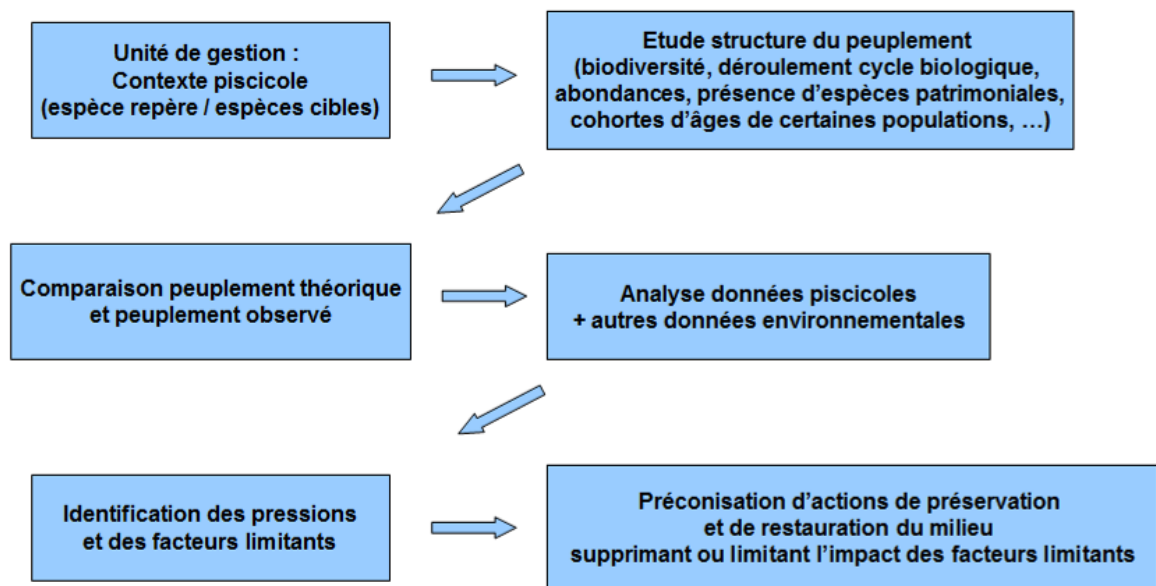 Unité de gestion :
Contexte piscicole
(espèce repère / espèces cibles)
Etude structure du peuplement
(biodiversité, déroulement cycle biologique,
abondances, présence d'espèces patrimoniales,
cohortes d'âges de certaines populations, ...)
Comparaison peuplement théorique
et peuplement observé
Analyse données piscicoles
+ autres données environnementales
Identification des pressions
et des facteurs limitants
Préconisation d'actions de préservation
et de restauration du milieu
supprimant ou limitant l'impact des facteurs limitants